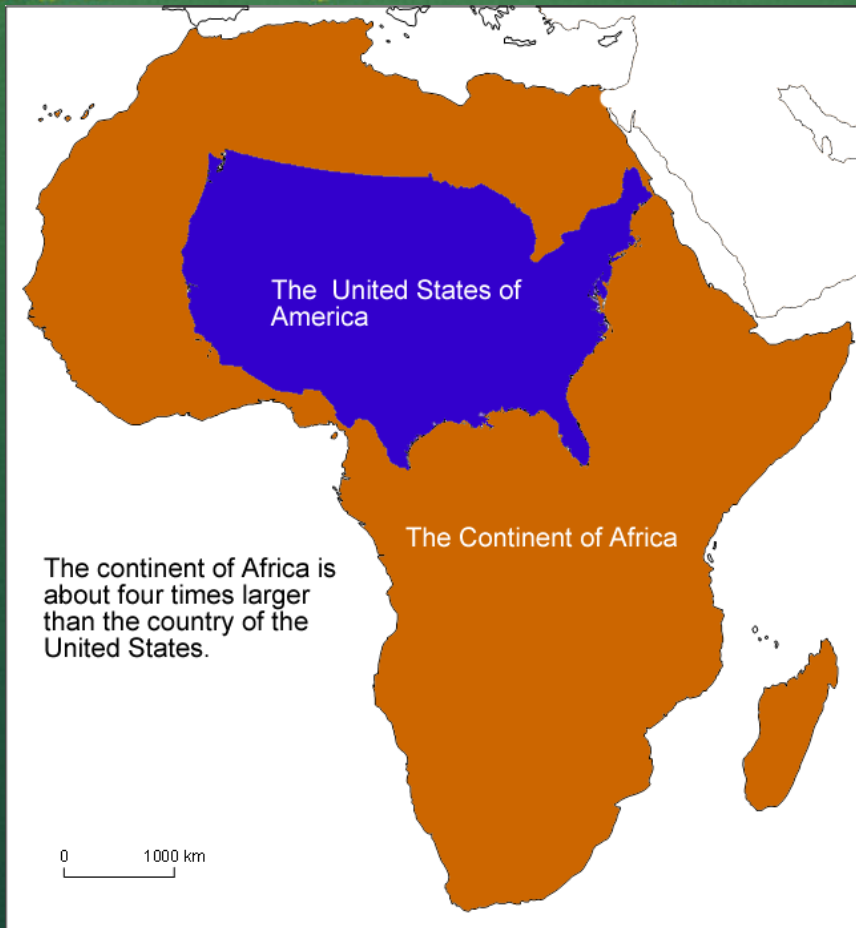 The  United States of
America
The Continent of Africa
The continent of Africa is
about four times larger
than the country of the
United States.
0 1000 km